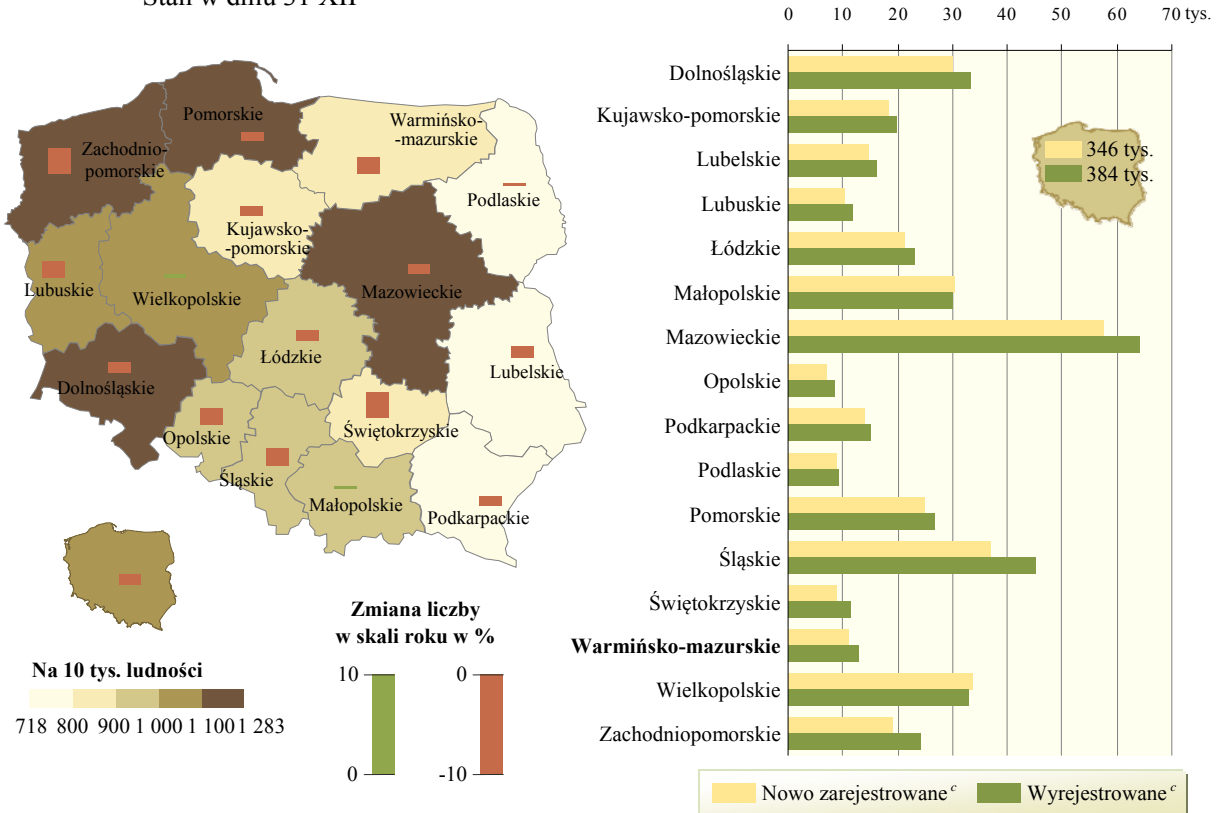 Stan w dniu 31 XII
Pomorskie
Warmińsko-
-mazurskie
Zachodnio-
pomorskie
Podlaskie
Kujawsko-
-pomorskie
Lubuskie
Wielkopolskie
Mazowieckie
Łódzkie
Lubelskie
Dolnośląskie
Opolskie
Świętokrzyskie
Śląskie
Małopolskie
Podkarpackie
Na 10 tys. ludności
718 800 900 1 000 1 100 1 283
Zmiana liczby
w skali roku w %
10 0
0 -10
0 10 20 30 40 50 60 70 tys.
Dolnośląskie
Kujawsko-pomorskie
Lubelskie
Lubuskie
Łódzkie
Małopolskie
Mazowieckie
Opolskie
Podkarpackie
Podlaskie
Pomorskie
Śląskie
Świętokrzyskie
Warmińsko-mazurskie
Wielkopolskie
Zachodniopomorskie
346 tys.
384 tys.
Nowo zarejestrowane c Wyrejestrowane c